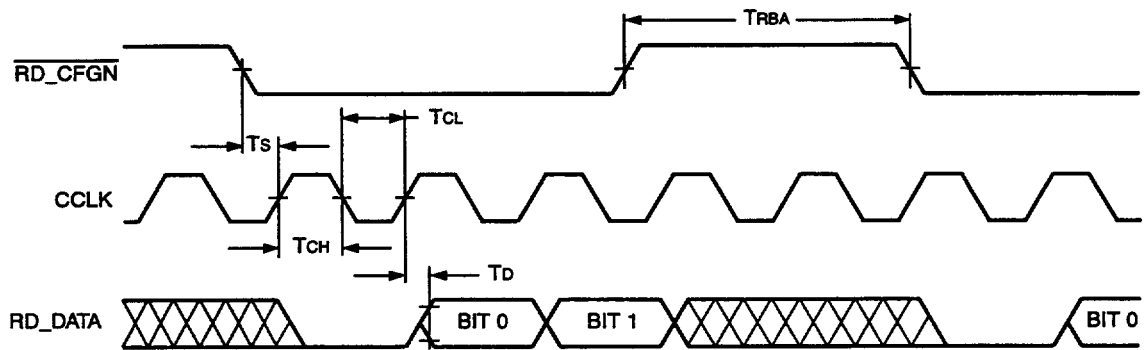 TRBA
RD_CFGN
TCL
TS
CCLK
TCH
TD
RD_DATA
BIT 0
BIT 1
BIT 0